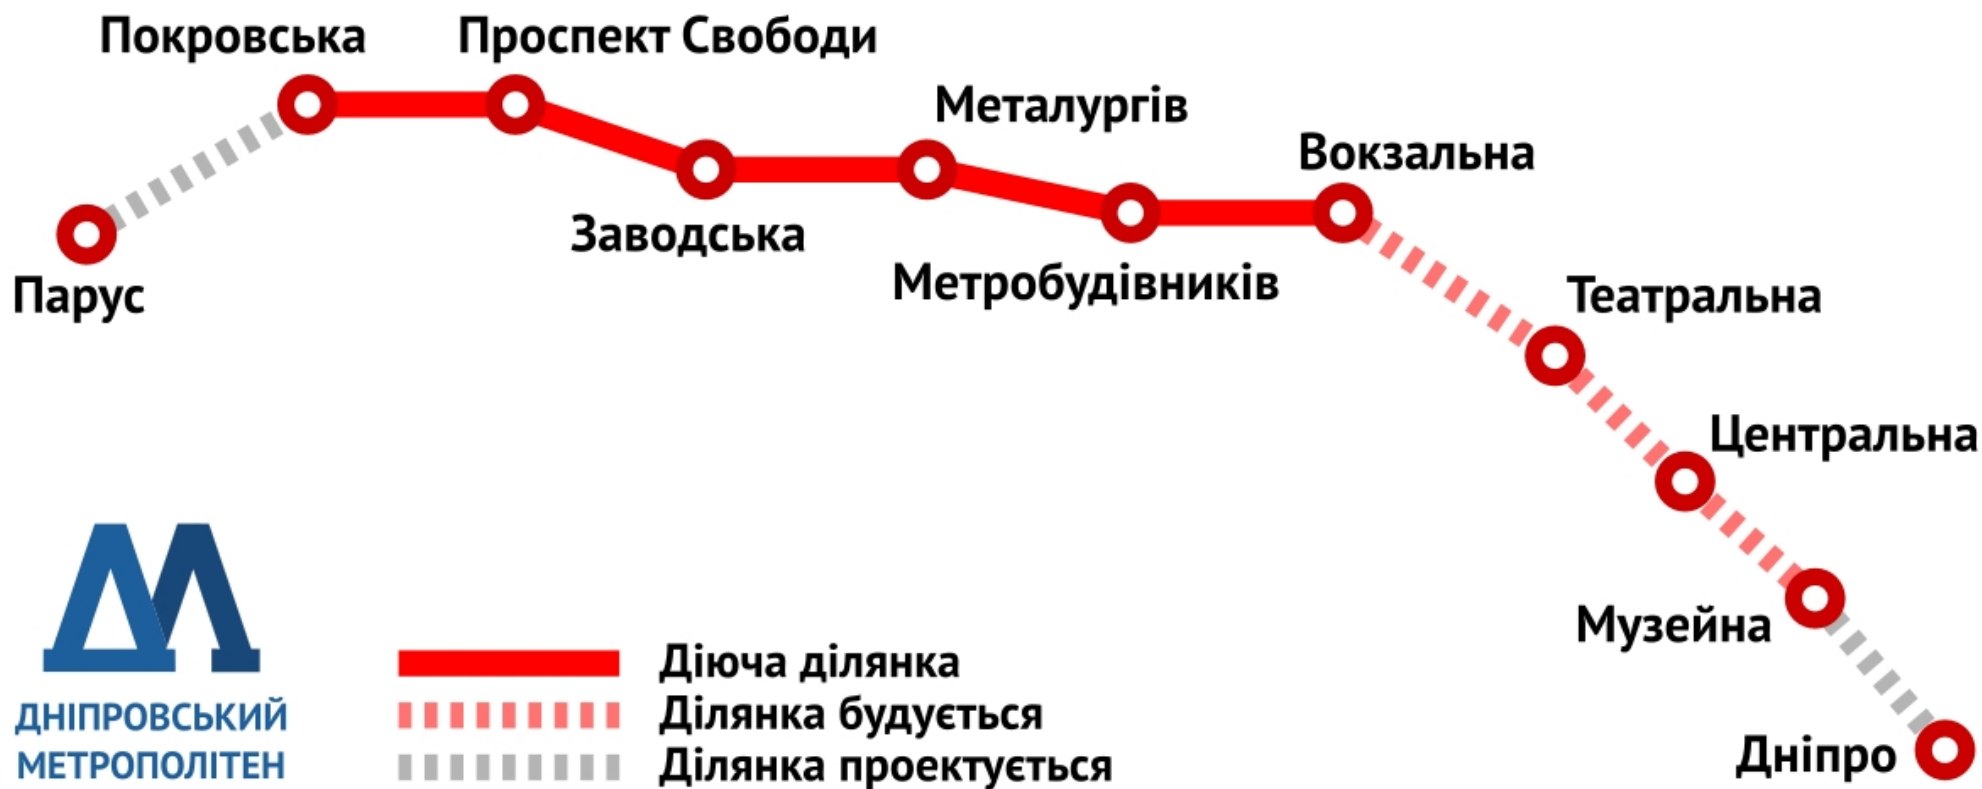 Покровська
Проспект Свободи
Металургів
Вокзальна
Заводська
Метробудівників
Парус
Театральна
Центральна
Музейна
Дніпро
ДНІПРОВСЬКИЙ
МЕТРОПОЛІТЕН
Діюча ділянка
Ділянка будується
Ділянка проектується